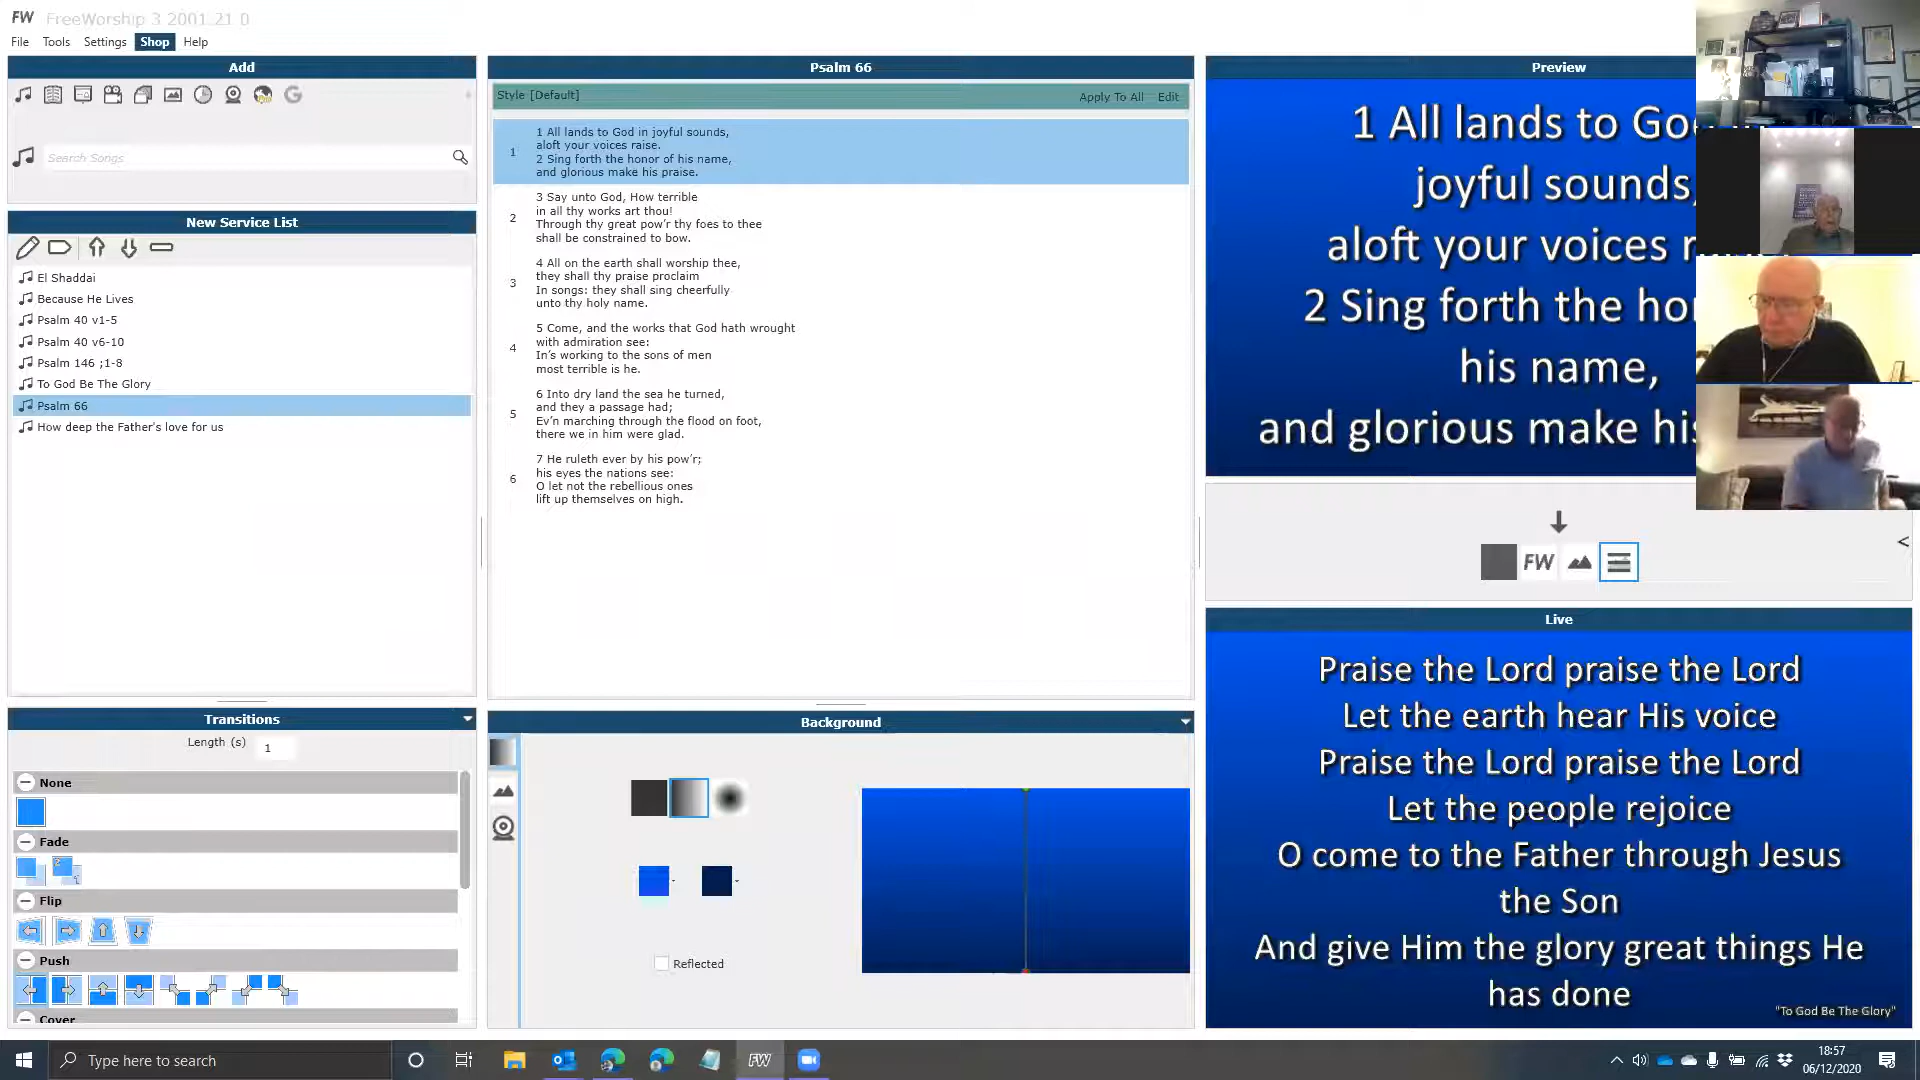 FW FreeWorship 3 2001.21 0
File Tools Settings Shop Help
Add
Search Songs
New Service List
El Shaddai
Because He Lives
Psalm 40 v1-5
Psalm 40 v6-10
Psalm 146 ;1-8
To God Be The Glory
Psalm 66
How deep the Father's love for us
Transitions
Length (s) 1
None
Fade
Flip
Push
Cover
Psalm 66
Style [Default] Apply To All Edit
1 All lands to God in joyful sounds,
aloft your voices raise.
1
2 Sing forth the honor of his name,
and glorious make his praise.
3 Say unto God, How terrible
in all thy works art thou!
2
Through thy great pow’r thy foes to thee
shall be constrained to bow.
4 All on the earth shall worship thee,
they shall thy praise proclaim
3
In songs: they shall sing cheerfully
unto thy holy name.
5 Come, and the works that God hath wrought
with admiration see:
4
In’s working to the sons of men
most terrible is he.
6 Into dry land the sea he turned,
and they a passage had;
5
Ev’n marching through the flood on foot,
there we in him were glad.
7 He ruleth ever by his pow’r;
his eyes the nations see:
6
O let not the rebellious ones
lift up themselves on high.
Background
Reflected
Preview
1 All lands to Go
joyful sounds,
aloft your voices r
2 Sing forth the ho
his name,
and glorious make his
FW
<
Live
Praise the Lord praise the Lord
Let the earth hear His voice
Praise the Lord praise the Lord
Let the people rejoice
O come to the Father through Jesus
the Son
And give Him the glory great things He
has done
"To God Be The Glory"
Type here to search
FW
18:57
06/12/2020